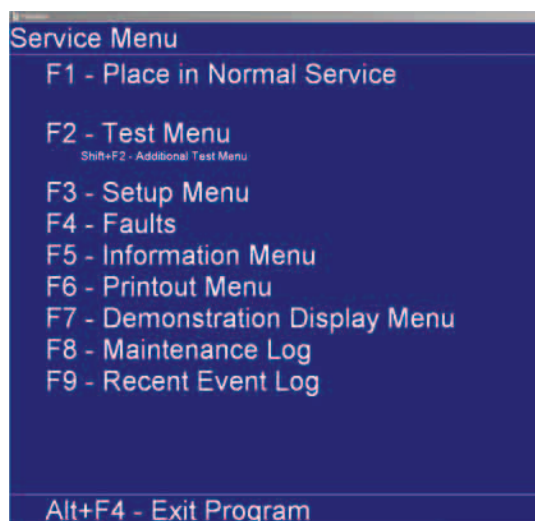 Service Menu
F1 - Place in Normal Service
F2 - Test Menu
Shift+F2 - Additional Test Menu
F3 - Setup Menu
F4 - Faults
F5 - Information Menu
F6 - Printout Menu
F7 - Demonstration Display Menu
F8 - Maintenance Log
F9 - Recent Event Log
Alt+F4 - Exit Program